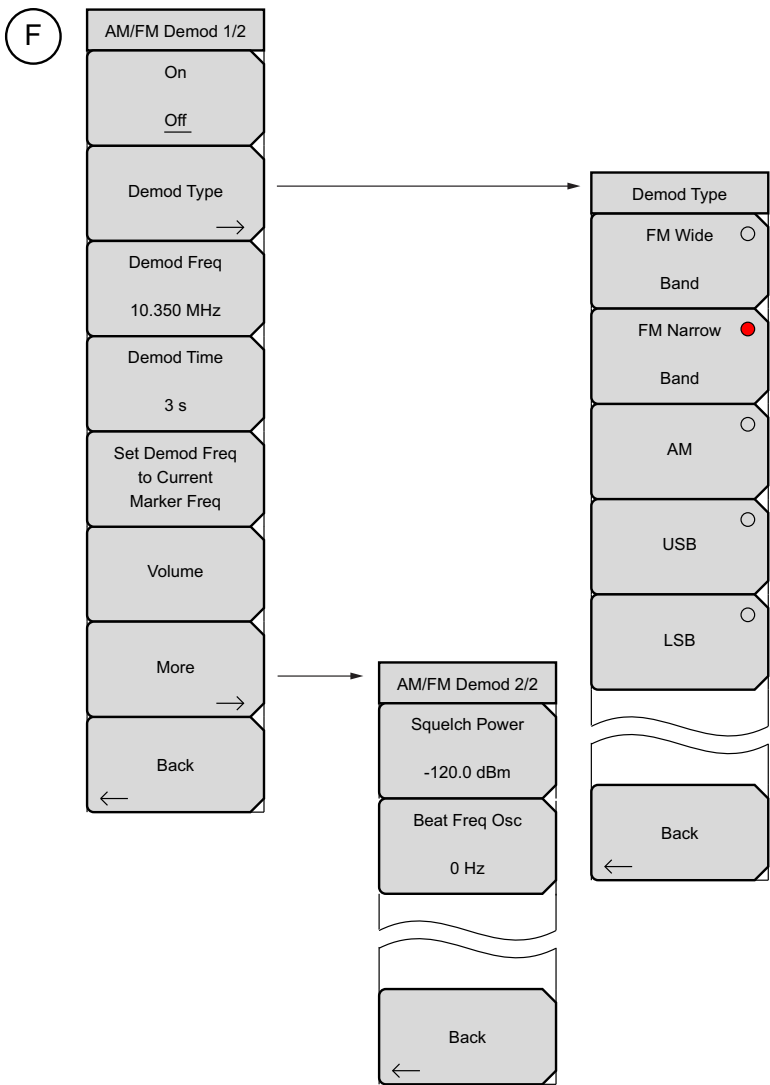 F
AM/FM Demod 1/2
On
Off
Demod Type
Demod Freq
10.350 MHz
Demod Time
3 s
Set Demod Freq
to Current
Marker Freq
Volume
More
Back
Demod Type
FM Wide
Band
FM Narrow
Band
AM
USB
LSB
Back
AM/FM Demod 2/2
Squelch Power
-120.0 dBm
Beat Freq Osc
0 Hz
Back